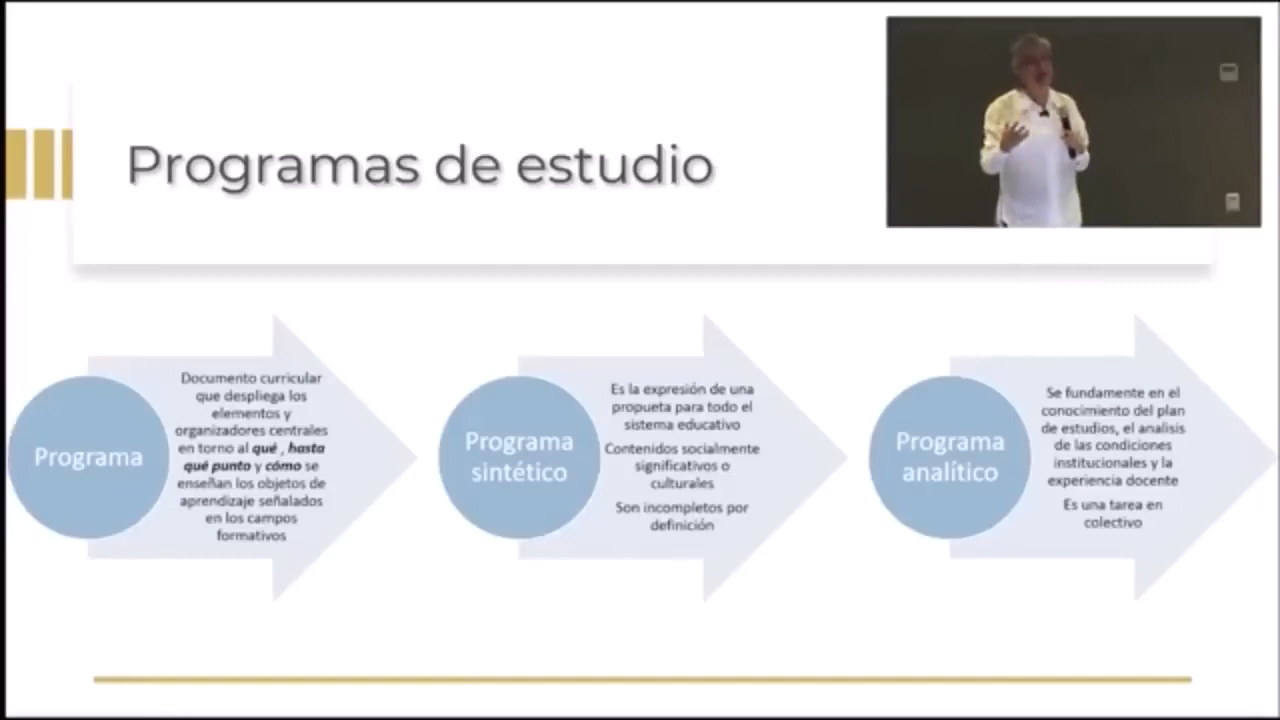 Programas de estudio
Programa
Documento curricular
que despliega los
elementos y
organizadores centrales
en torno al qué , hasta
qué punto y cómo se
enseñan los objetos de
aprendizaje señalados
en los campos
formativos
Programa
sintético
Es la expresión de una
propueta para todo el
sistema educativo
Contenidos socialmente
significativos o
culturales
Son incompletos por
definición
Programa
analítico
Se fundamente en el
conocimiento del plan
de estudios, el analisis
de las condiciones
institucionales y la
experiencia docente
Es una tarea en
colectivo